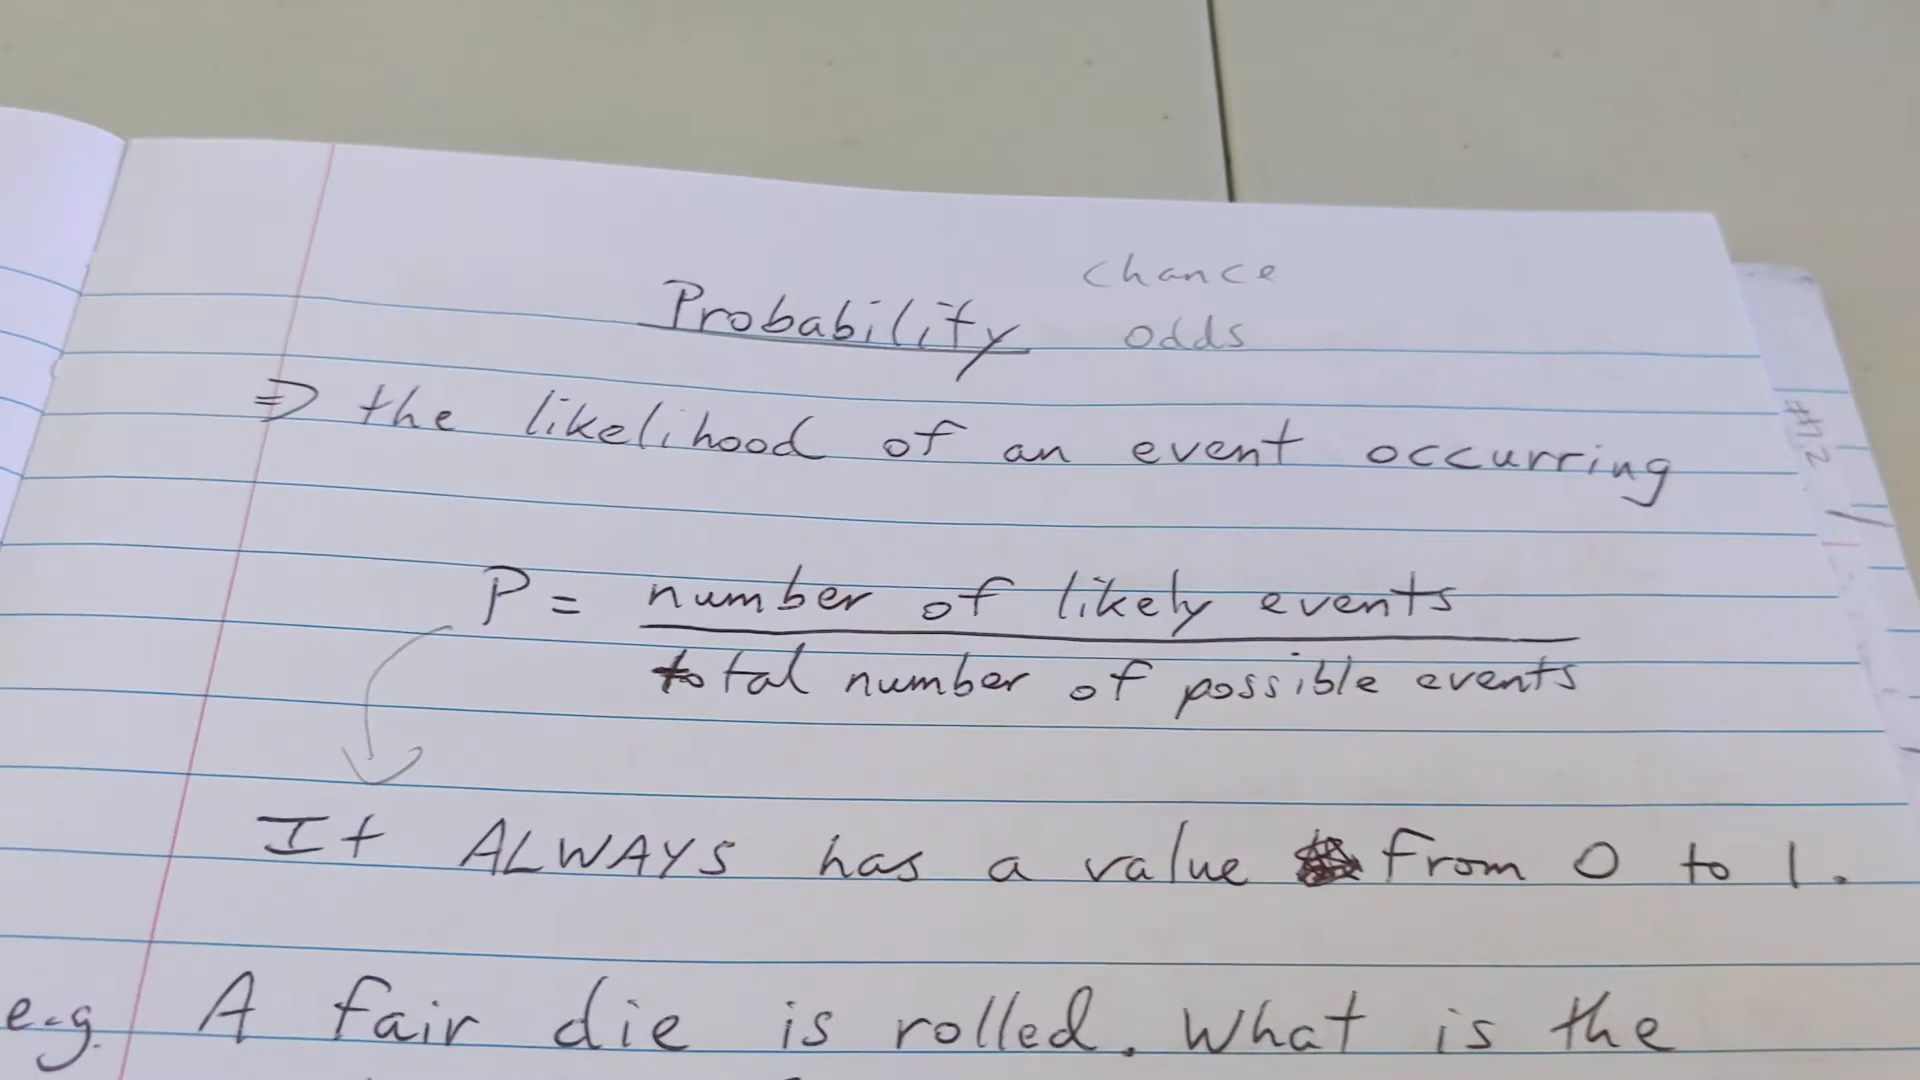 chance
Probability odds
⇒ the likelihood of an event occurring
P = number of likely events
total number of possible events
It ALWAYS has a value from 0 to 1.
e.g. A fair die is rolled. What is the
#12